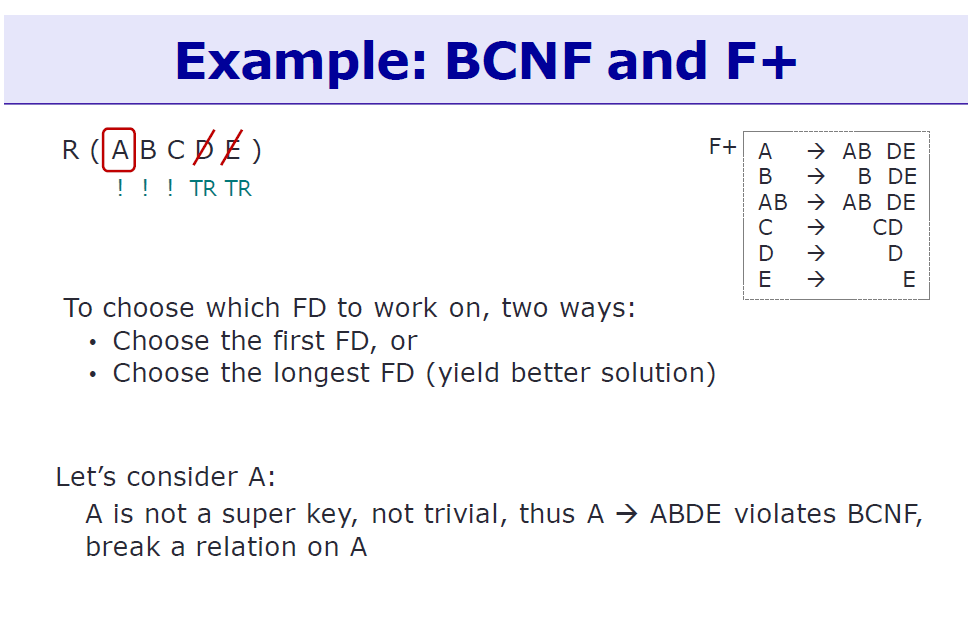 Example: BCNF and F+
R ( A B C D E )
! ! ! TR TR
F+
A → AB DE
B → B DE
AB → AB DE
C → CD
D → D
E → E
To choose which FD to work on, two ways:
• Choose the first FD, or
• Choose the longest FD (yield better solution)
Let’s consider A:
A is not a super key, not trivial, thus A → ABDE violates BCNF,
break a relation on A